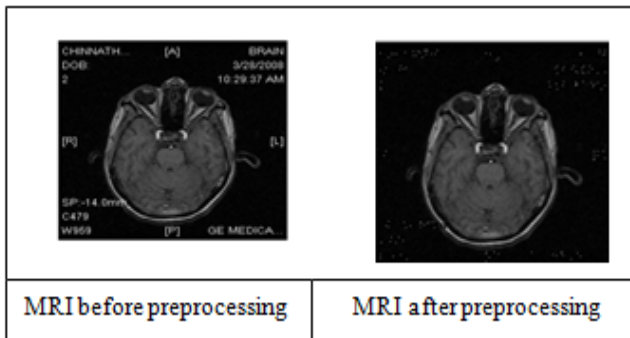 CHINNATH... [A] BRAIN
DOB: 3/28/2008
2 10:29:37 AM
[R] [L]
SP:-14.0mm
C479
W969 [P] GE MEDICA...
MRI before preprocessing
MRI after preprocessing